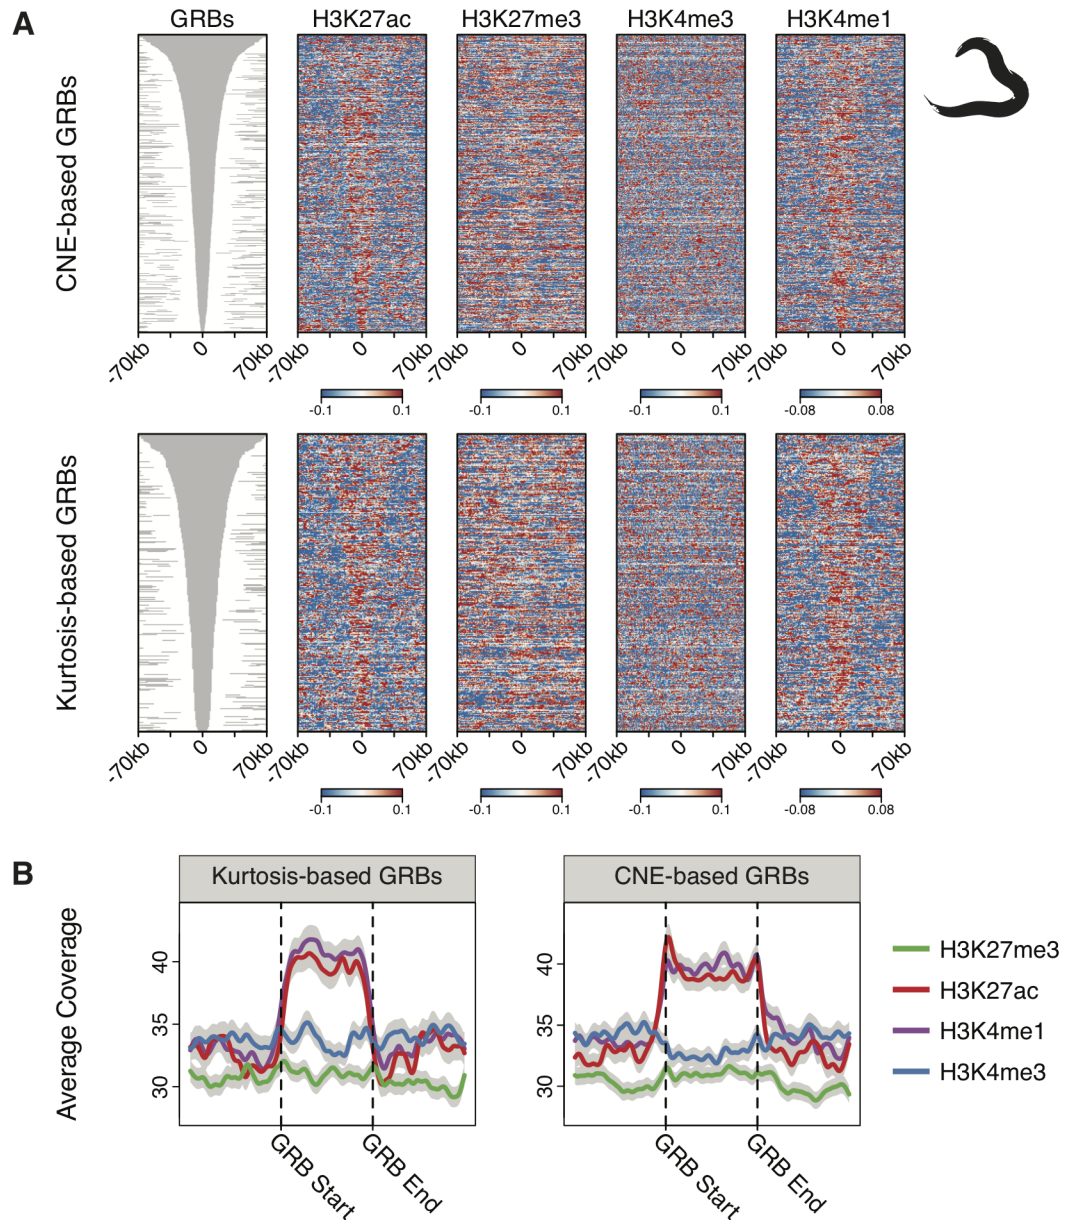 A
GRBs H3K27ac H3K27me3 H3K4me3 H3K4me1
CNE-based GRBs
-70kb 0 70kb -70kb 0 70kb -70kb 0 70kb -70kb 0 70kb -70kb 0 70kb
-0.1 0.1 -0.1 0.1 -0.1 0.1 -0.08 0.08
Kurtosis-based GRBs
-70kb 0 70kb -70kb 0 70kb -70kb 0 70kb -70kb 0 70kb -70kb 0 70kb
-0.1 0.1 -0.1 0.1 -0.1 0.1 -0.08 0.08
B
Kurtosis-based GRBs CNE-based GRBs
Average Coverage
40
35
30
40
35
30
GRB Start GRB End GRB Start GRB End
H3K27me3
H3K27ac
H3K4me1
H3K4me3